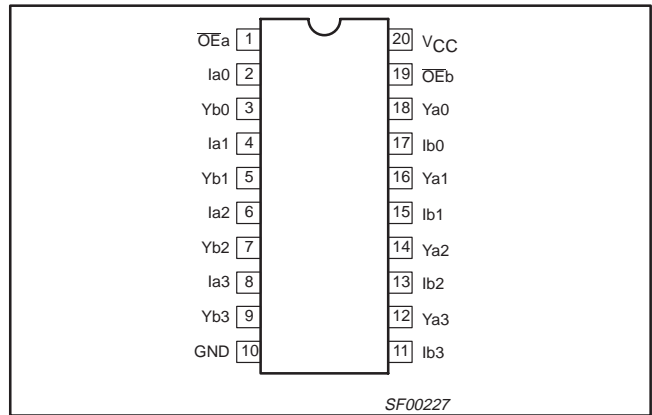 O̅E̅a 1 20 VCC
Ia0 2 19 O̅E̅b
Yb0 3 18 Ya0
Ia1 4 17 Ib0
Yb1 5 16 Ya1
Ia2 6 15 Ib1
Yb2 7 14 Ya2
Ia3 8 13 Ib2
Yb3 9 12 Ya3
GND 10 11 Ib3
SF00227